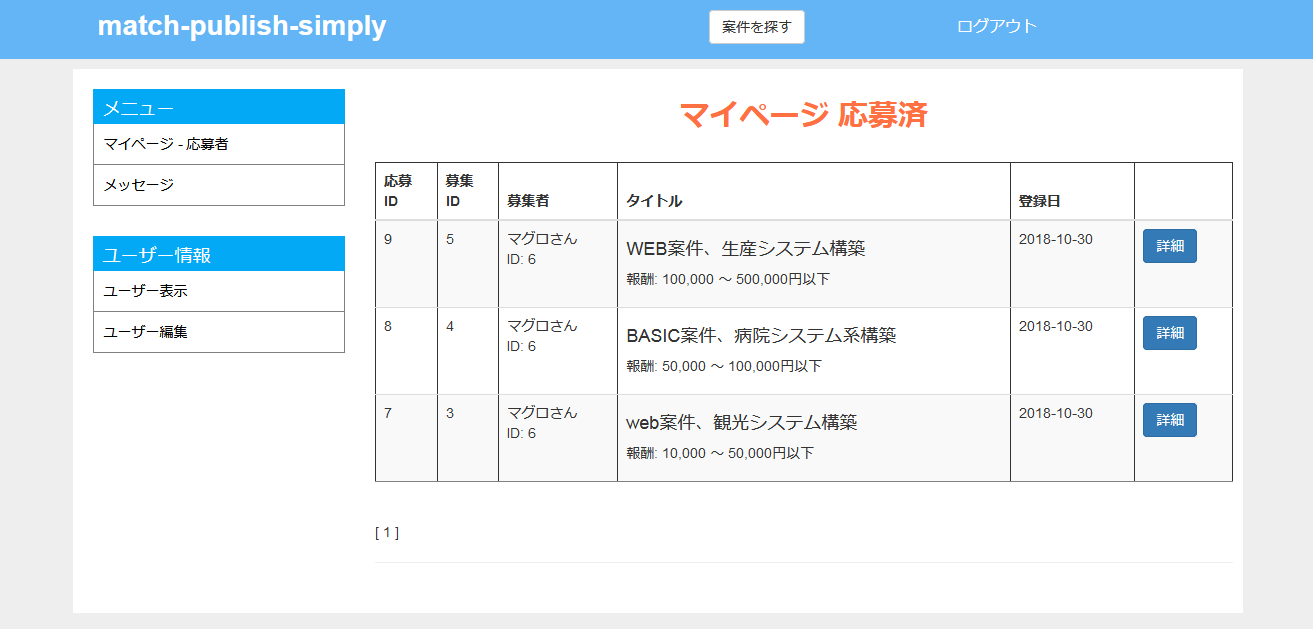 match-publish-simply
案件を探す
ログアウト
メニュー
マイページ - 応募者
メッセージ
ユーザー情報
ユーザー表示
ユーザー編集
マイページ 応募済
応募 ID
募集 ID
募集者
タイトル
登録日
9
5
マグロさん
ID: 6
WEB案件、生産システム構築
報酬: 100,000 ～ 500,000円以下
2018-10-30
詳細
8
4
マグロさん
ID: 6
BASIC案件、病院システム系構築
報酬: 50,000 ～ 100,000円以下
2018-10-30
詳細
7
3
マグロさん
ID: 6
web案件、観光システム構築
報酬: 10,000 ～ 50,000円以下
2018-10-30
詳細
[ 1 ]